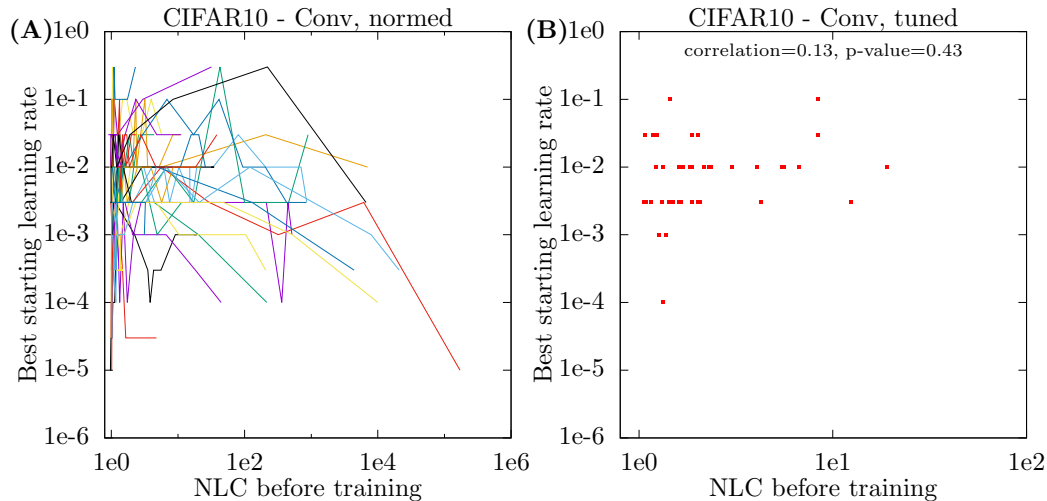 (A)
CIFAR10 - Conv, normed
1e0
1e-1
1e-2
1e-3
1e-4
1e-5
1e-6
Best starting learning rate
1e0 1e2 1e4 1e6
NLC before training
(B)
CIFAR10 - Conv, tuned
correlation=0.13, p-value=0.43
1e0
1e-1
1e-2
1e-3
1e-4
1e-5
1e-6
Best starting learning rate
1e0 1e1 1e2
NLC before training